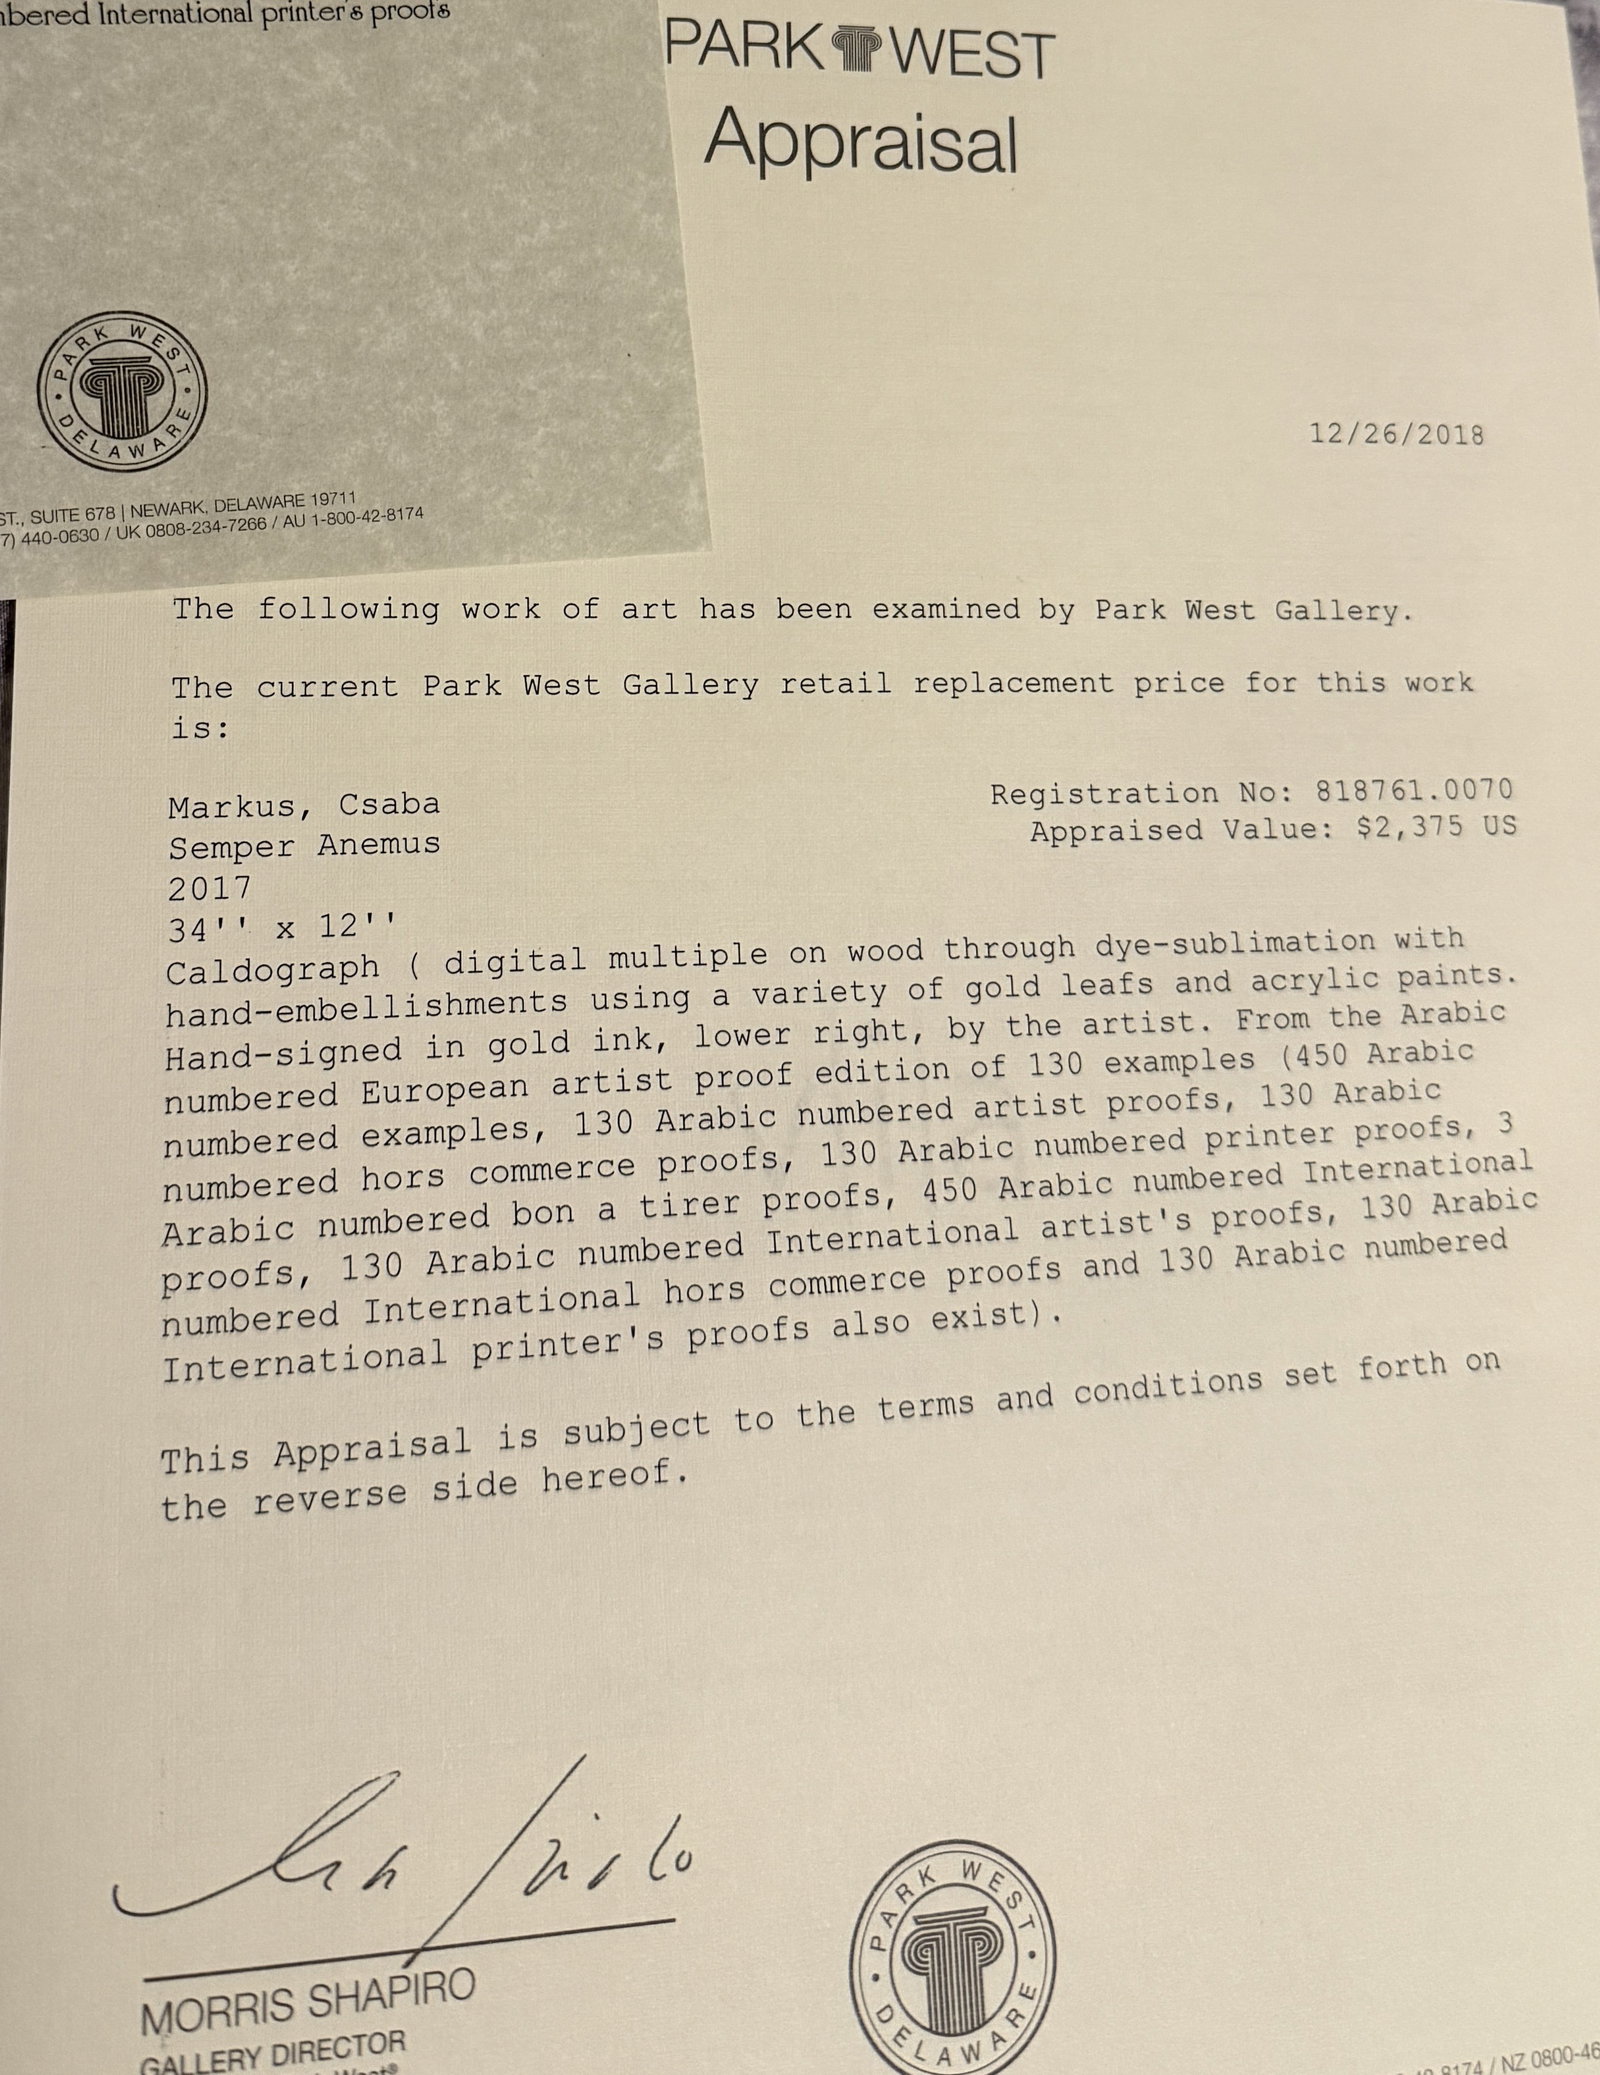 nbered International printer's proofs
PARK WEST
DELAWARE
ST., SUITE 678 | NEWARK, DELAWARE 19711
7) 440-0630 / UK 0808-234-7266 / AU 1-800-42-8174
PARK WEST
Appraisal
12/26/2018
The following work of art has been examined by Park West Gallery.
The current Park West Gallery retail replacement price for this work
is:
Markus, Csaba
Semper Anemus
2017
34'' x 12''
Registration No: 818761.0070
Appraised Value: $2,375 US
Caldograph ( digital multiple on wood through dye-sublimation with
hand-embellishments using a variety of gold leafs and acrylic paints.
Hand-signed in gold ink, lower right, by the artist. From the Arabic
numbered European artist proof edition of 130 examples (450 Arabic
numbered examples, 130 Arabic numbered artist proofs, 130 Arabic
numbered hors commerce proofs, 130 Arabic numbered printer proofs, 3
Arabic numbered bon a tirer proofs, 450 Arabic numbered International
proofs, 130 Arabic numbered International artist's proofs, 130 Arabic
numbered International hors commerce proofs and 130 Arabic numbered
International printer's proofs also exist).
This Appraisal is subject to the terms and conditions set forth on
the reverse side hereof.
MORRIS SHAPIRO
GALLERY DIRECTOR
West®
PARK WEST
DELAWARE
8174 / NZ 0800-46